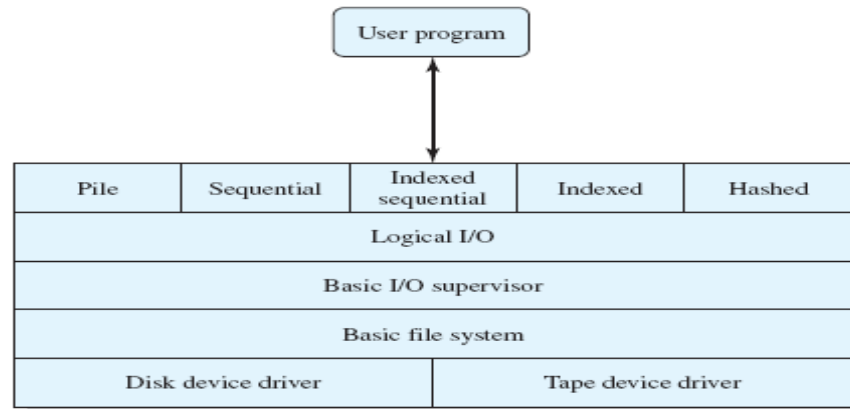 User program
Pile
Sequential
Indexed
sequential
Indexed
Hashed
Logical I/O
Basic I/O supervisor
Basic file system
Disk device driver
Tape device driver